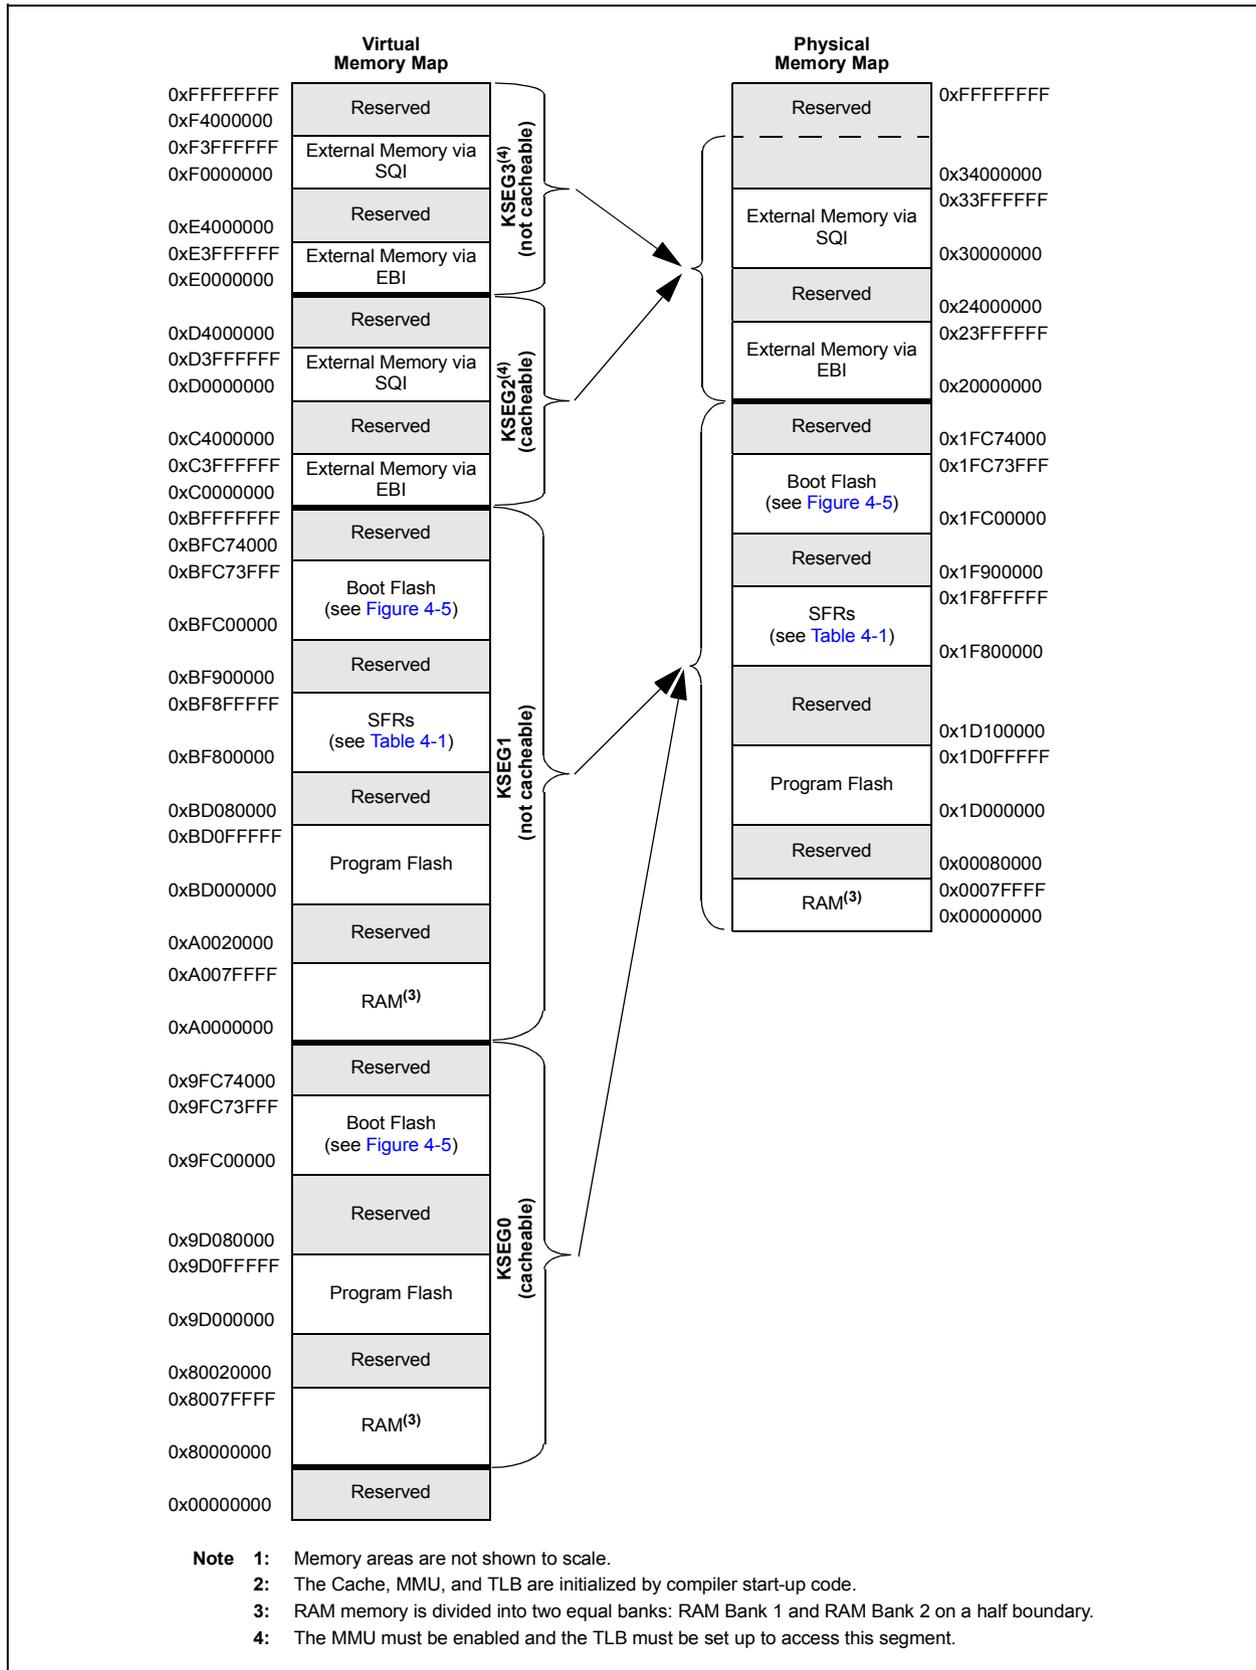 Virtual
Memory Map
0xFFFFFFFF
Reserved
0xF4000000
0xF3FFFFFF
External Memory via
SQI
0xF0000000
Reserved
0xE4000000
0xE3FFFFFF
External Memory via
EBI
0xE0000000
KSEG3(4)
(not cacheable)
Reserved
0xD4000000
0xD3FFFFFF
External Memory via
SQI
0xD0000000
Reserved
0xC4000000
0xC3FFFFFF
External Memory via
EBI
0xC0000000
KSEG2(4)
(cacheable)
0xBFFFFFFF
Reserved
0xBFC74000
0xBFC73FFF
Boot Flash
(see Figure 4-5)
0xBFC00000
Reserved
0xBF900000
0xBF8FFFFF
SFRs
(see Table 4-1)
0xBF800000
Reserved
0xBD080000
0xBD0FFFFF
Program Flash
0xBD000000
Reserved
0xA0020000
0xA007FFFF
RAM(3)
0xA0000000
KSEG1
(not cacheable)
Reserved
0x9FC74000
0x9FC73FFF
Boot Flash
(see Figure 4-5)
0x9FC00000
Reserved
0x9D080000
0x9D0FFFFF
Program Flash
0x9D000000
Reserved
0x80020000
0x8007FFFF
RAM(3)
0x80000000
KSEG0
(cacheable)
Reserved
0x00000000
Physical
Memory Map
0xFFFFFFFF
Reserved
0x34000000
0x33FFFFFF
External Memory via
SQI
0x30000000
Reserved
0x24000000
0x23FFFFFF
External Memory via
EBI
0x20000000
Reserved
0x1FC74000
0x1FC73FFF
Boot Flash
(see Figure 4-5)
0x1FC00000
Reserved
0x1F900000
0x1F8FFFFF
SFRs
(see Table 4-1)
0x1F800000
Reserved
0x1D100000
0x1D0FFFFF
Program Flash
0x1D000000
Reserved
0x00080000
0x0007FFFF
RAM(3)
0x00000000
Note 1: Memory areas are not shown to scale.
2: The Cache, MMU, and TLB are initialized by compiler start-up code.
3: RAM memory is divided into two equal banks: RAM Bank 1 and RAM Bank 2 on a half boundary.
4: The MMU must be enabled and the TLB must be set up to access this segment.